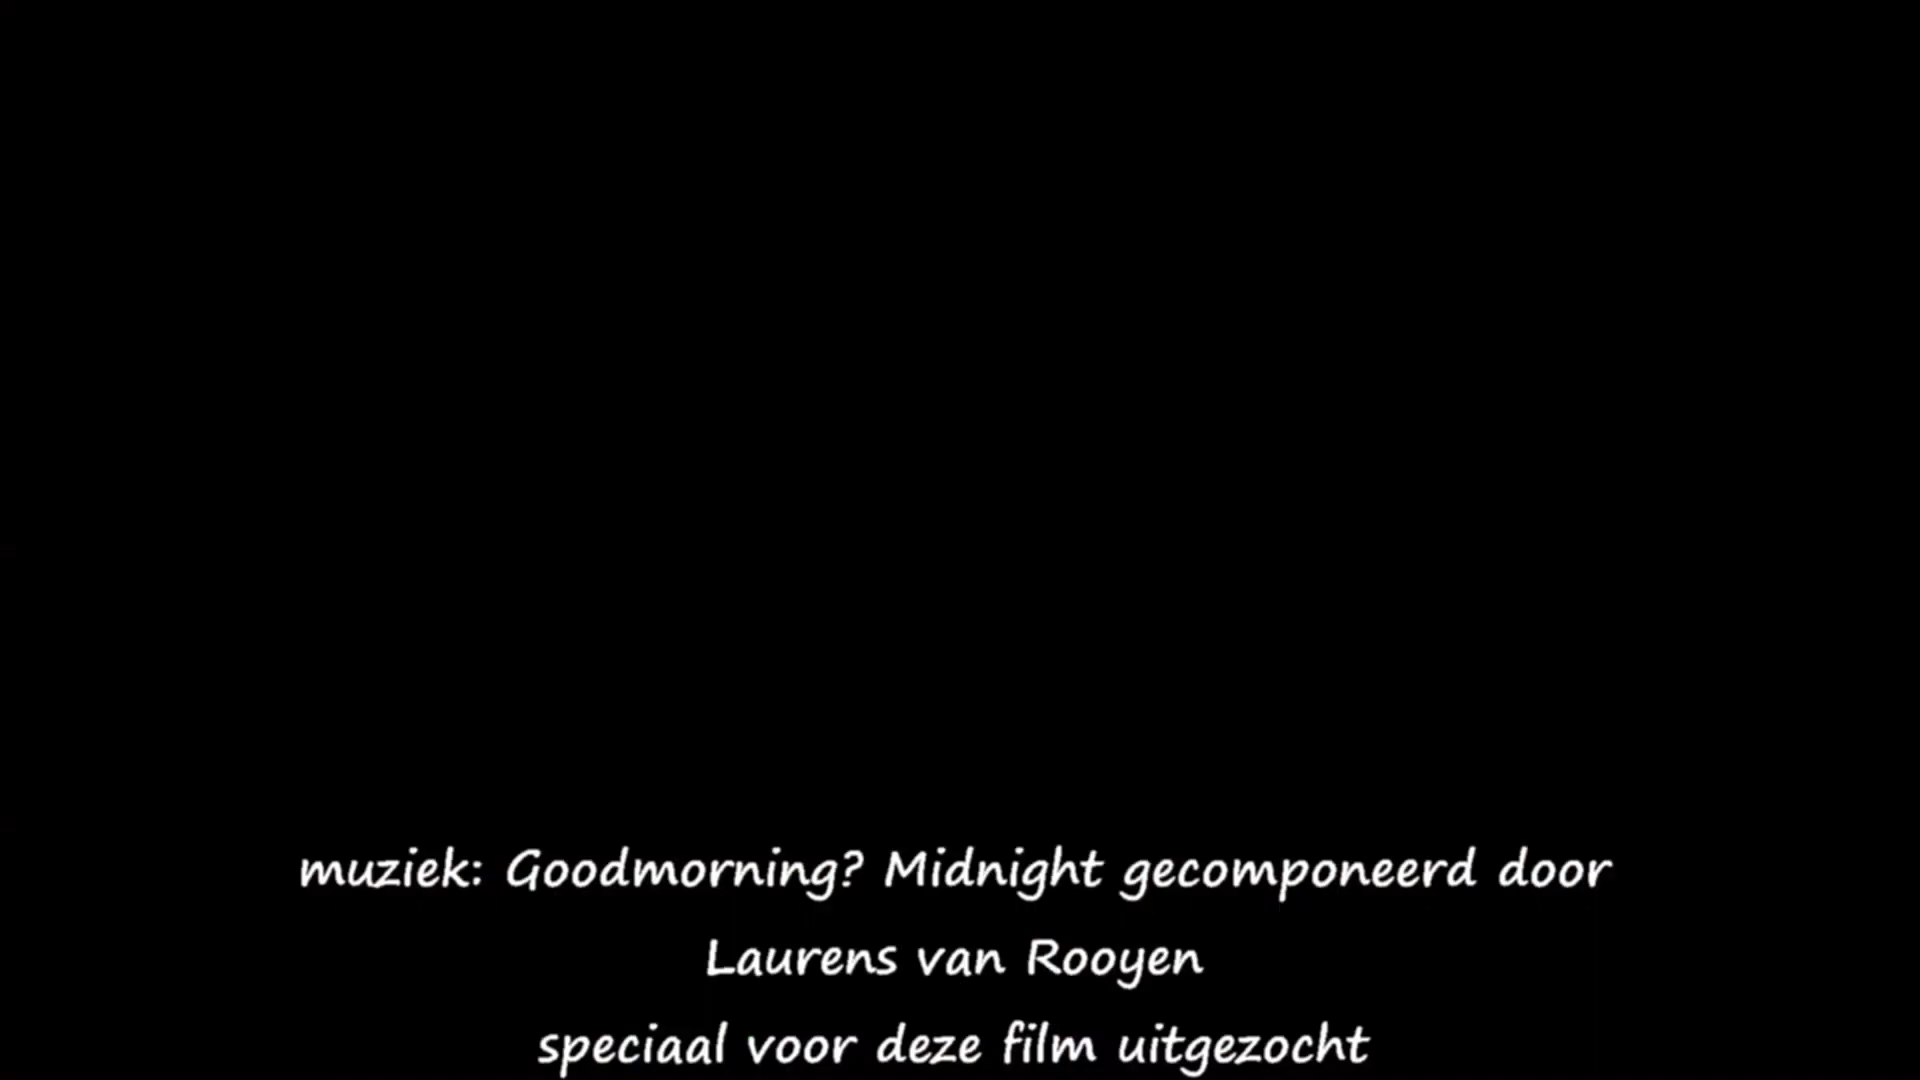 muziek: Goodmorning? Midnight gecomponeerd door
Laurens van Rooyen
speciaal voor deze film uitgezocht